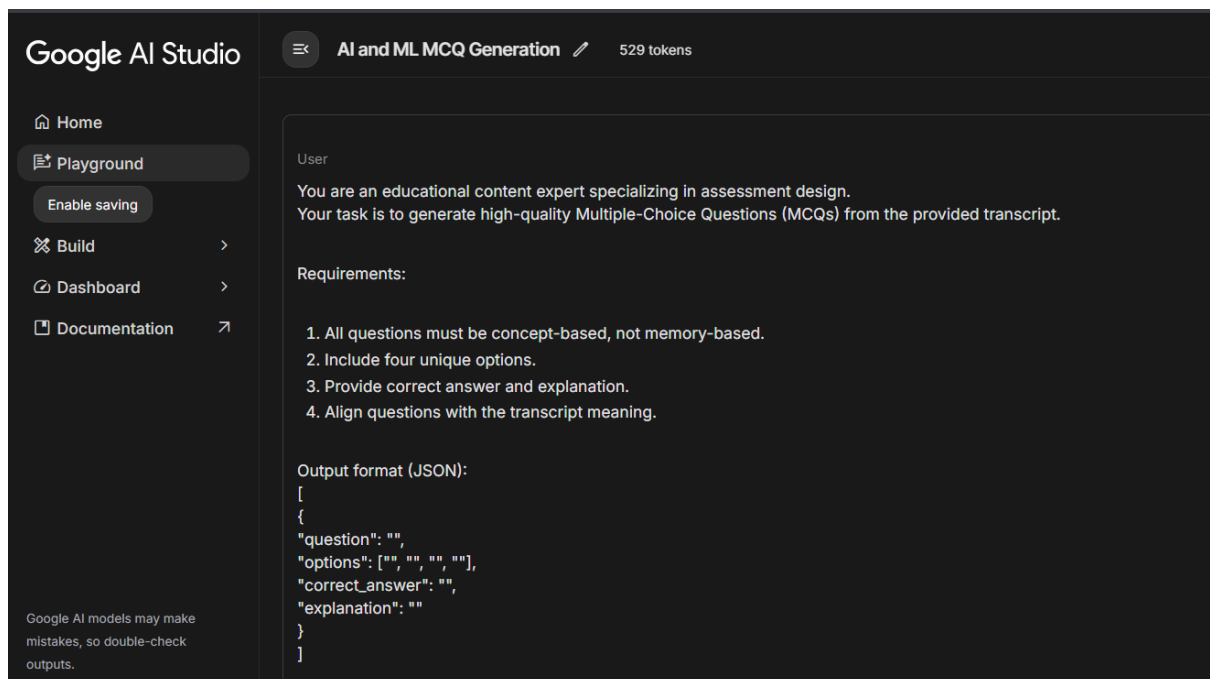 Google AI Studio
AI and ML MCQ Generation
529 tokens
Home
Playground
Enable saving
Build
Dashboard
Documentation
Google AI models may make
mistakes, so double-check
outputs.
User
You are an educational content expert specializing in assessment design.
Your task is to generate high-quality Multiple-Choice Questions (MCQs) from the provided transcript.
Requirements:
1. All questions must be concept-based, not memory-based.
2. Include four unique options.
3. Provide correct answer and explanation.
4. Align questions with the transcript meaning.
Output format (JSON):
[
{
"question": "",
"options": ["", "", "", ""],
"correct_answer": "",
"explanation": ""
}
]